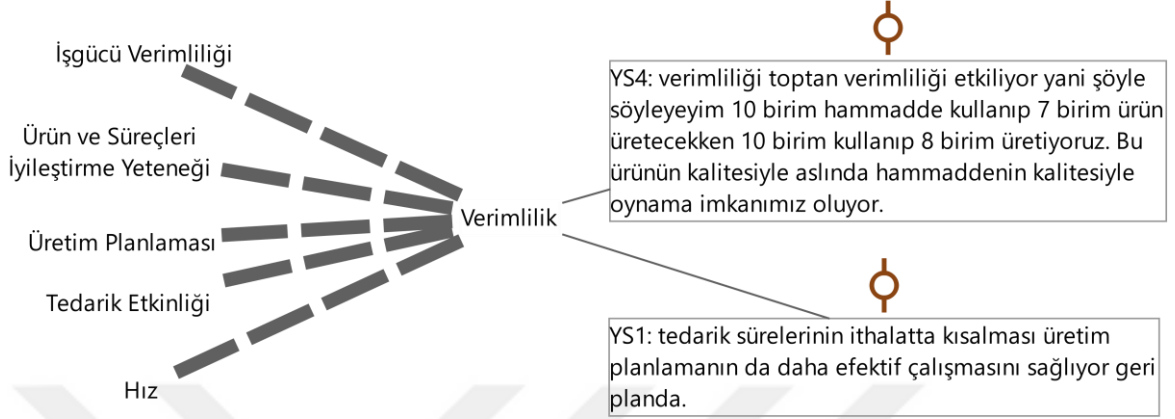 İşgücü Verimliliği
Ürün ve Süreçleri
İyileştirme Yeteneği
Üretim Planlaması
Tedarik Etkinliği
Hız
Verimlilik
YS4: verimliliği toptan verimliliği etkiliyor yani şöyle
söyleyeyim 10 birim hammadde kullanıp 7 birim ürün
üretecekken 10 birim kullanıp 8 birim üretiyoruz. Bu
ürünün kalitesiyle aslında hammaddenin kalitesiyle
oynama imkanımız oluyor.
YS1: tedarik sürelerinin ithalatta kısalması üretim
planlamanın da daha efektif çalışmasını sağlıyor geri
planda.